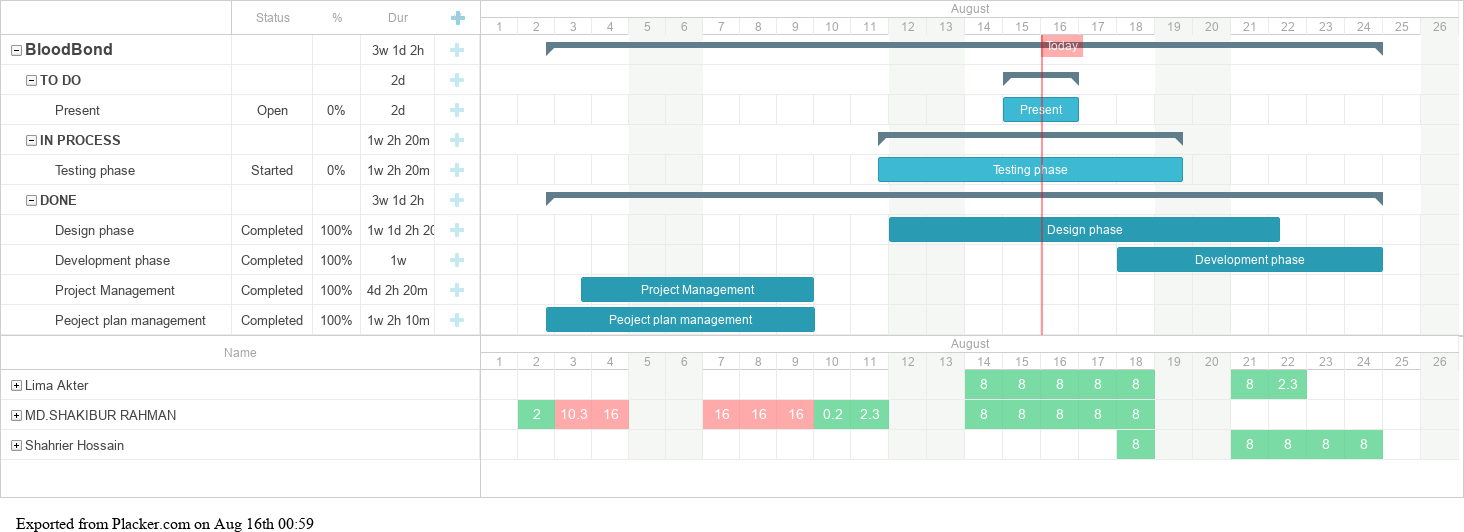 Status % Dur August
1 2 3 4 5 6 7 8 9 10 11 12 13 14 15 16 17 18 19 20 21 22 23 24 25 26
BloodBond 3w 1d 2h Today
TO DO 2d
Present Open 0% 2d Present
IN PROCESS 1w 2h 20m
Testing phase Started 0% 1w 2h 20m Testing phase
DONE 3w 1d 2h
Design phase Completed 100% 1w 1d 2h 20 Design phase
Development phase Completed 100% 1w Development phase
Project Management Completed 100% 4d 2h 20m Project Management
Peoject plan management Completed 100% 1w 2h 10m Peoject plan management
Name August
1 2 3 4 5 6 7 8 9 10 11 12 13 14 15 16 17 18 19 20 21 22 23 24 25 26
Lima Akter 8 8 8 8 8 8 2.3
MD.SHAKIBUR RAHMAN 2 10.3 16 16 16 16 0.2 2.3 8 8 8 8 8
Shahrier Hossain 8 8 8 8 8
Exported from Placker.com on Aug 16th 00:59